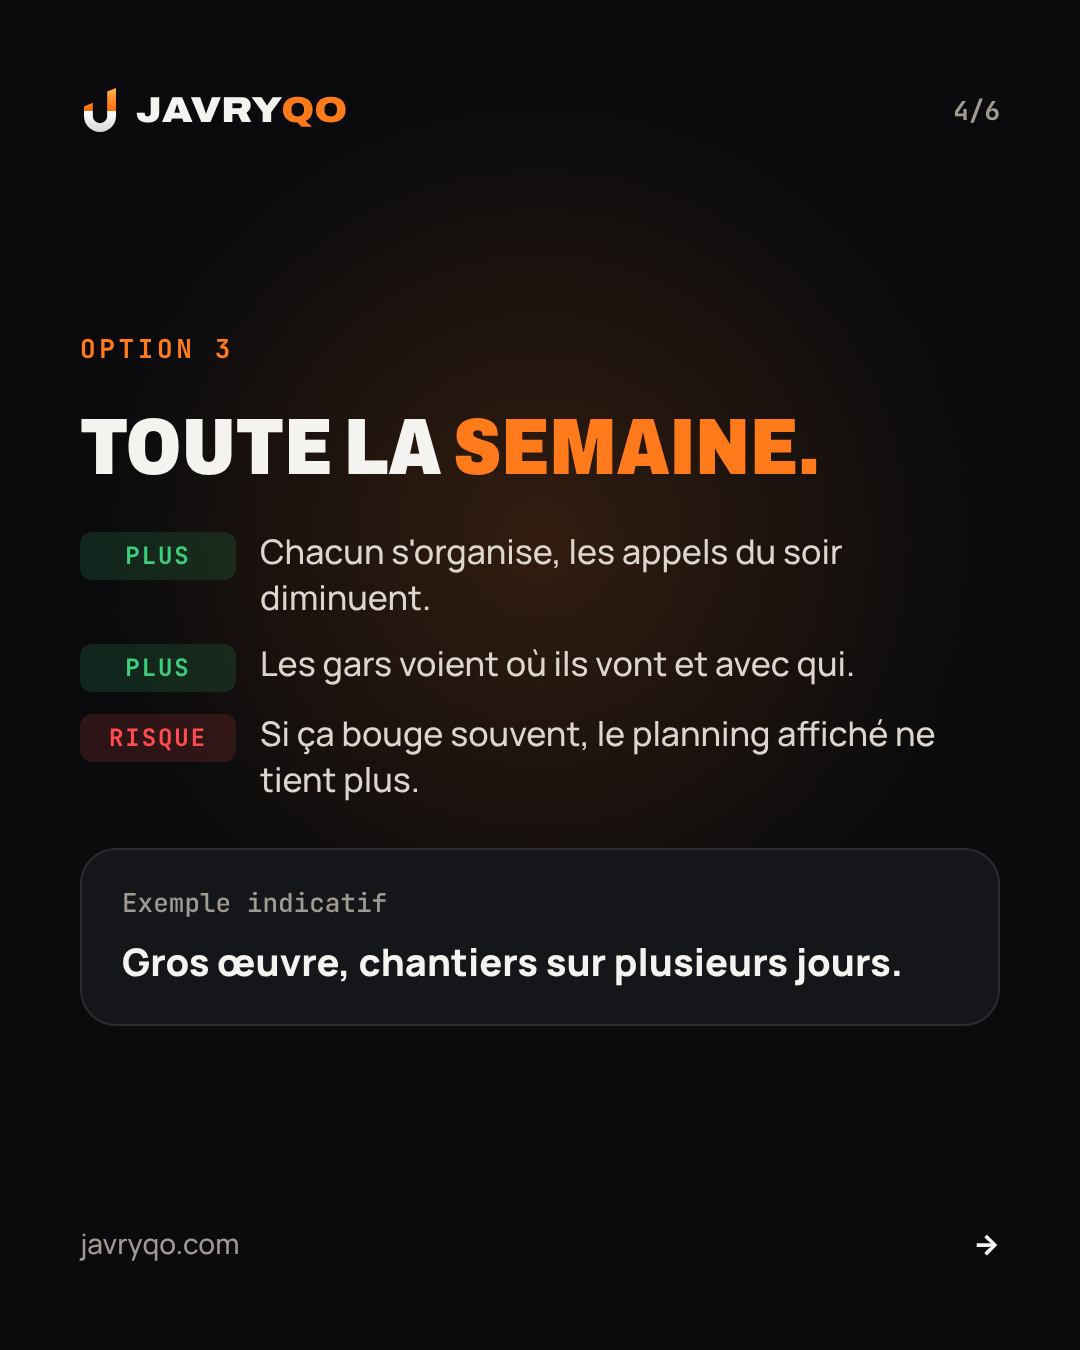 JAVRYQO
4/6
OPTION 3
TOUTE LA SEMAINE.
PLUS
Chacun s'organise, les appels du soir
diminuent.
PLUS
Les gars voient où ils vont et avec qui.
RISQUE
Si ça bouge souvent, le planning affiché ne
tient plus.
Exemple indicatif
Gros œuvre, chantiers sur plusieurs jours.
javryqo.com
→